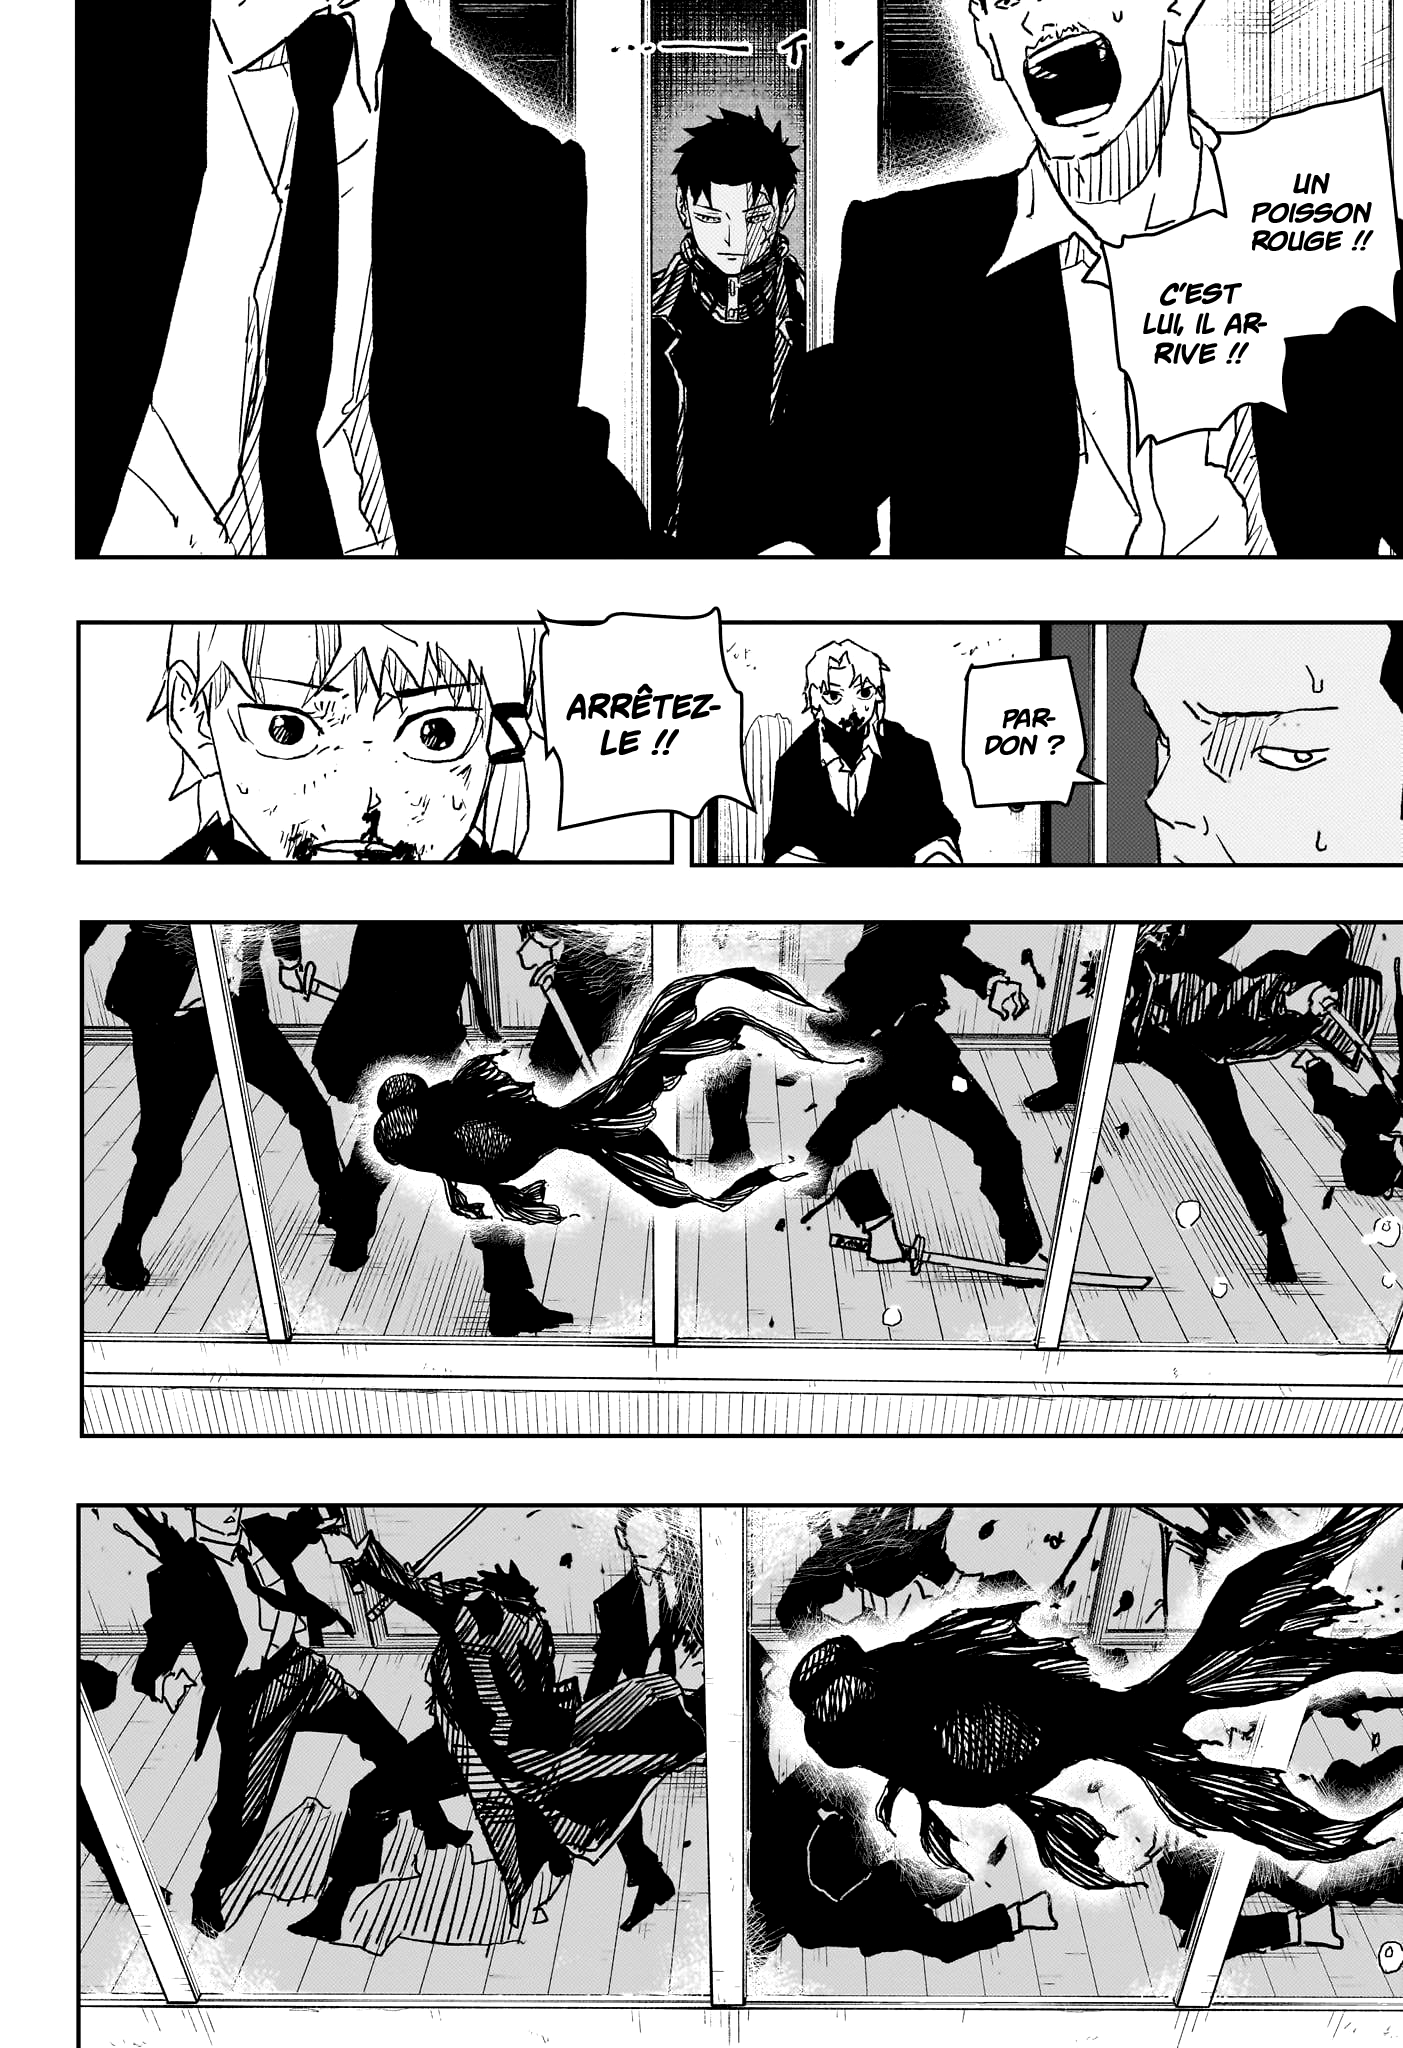 UN
POISSON
ROUGE !!
C'EST
LUI, IL AR-
RIVE !!
PAR-
DON ?
ARRÊTEZ-
LE !!